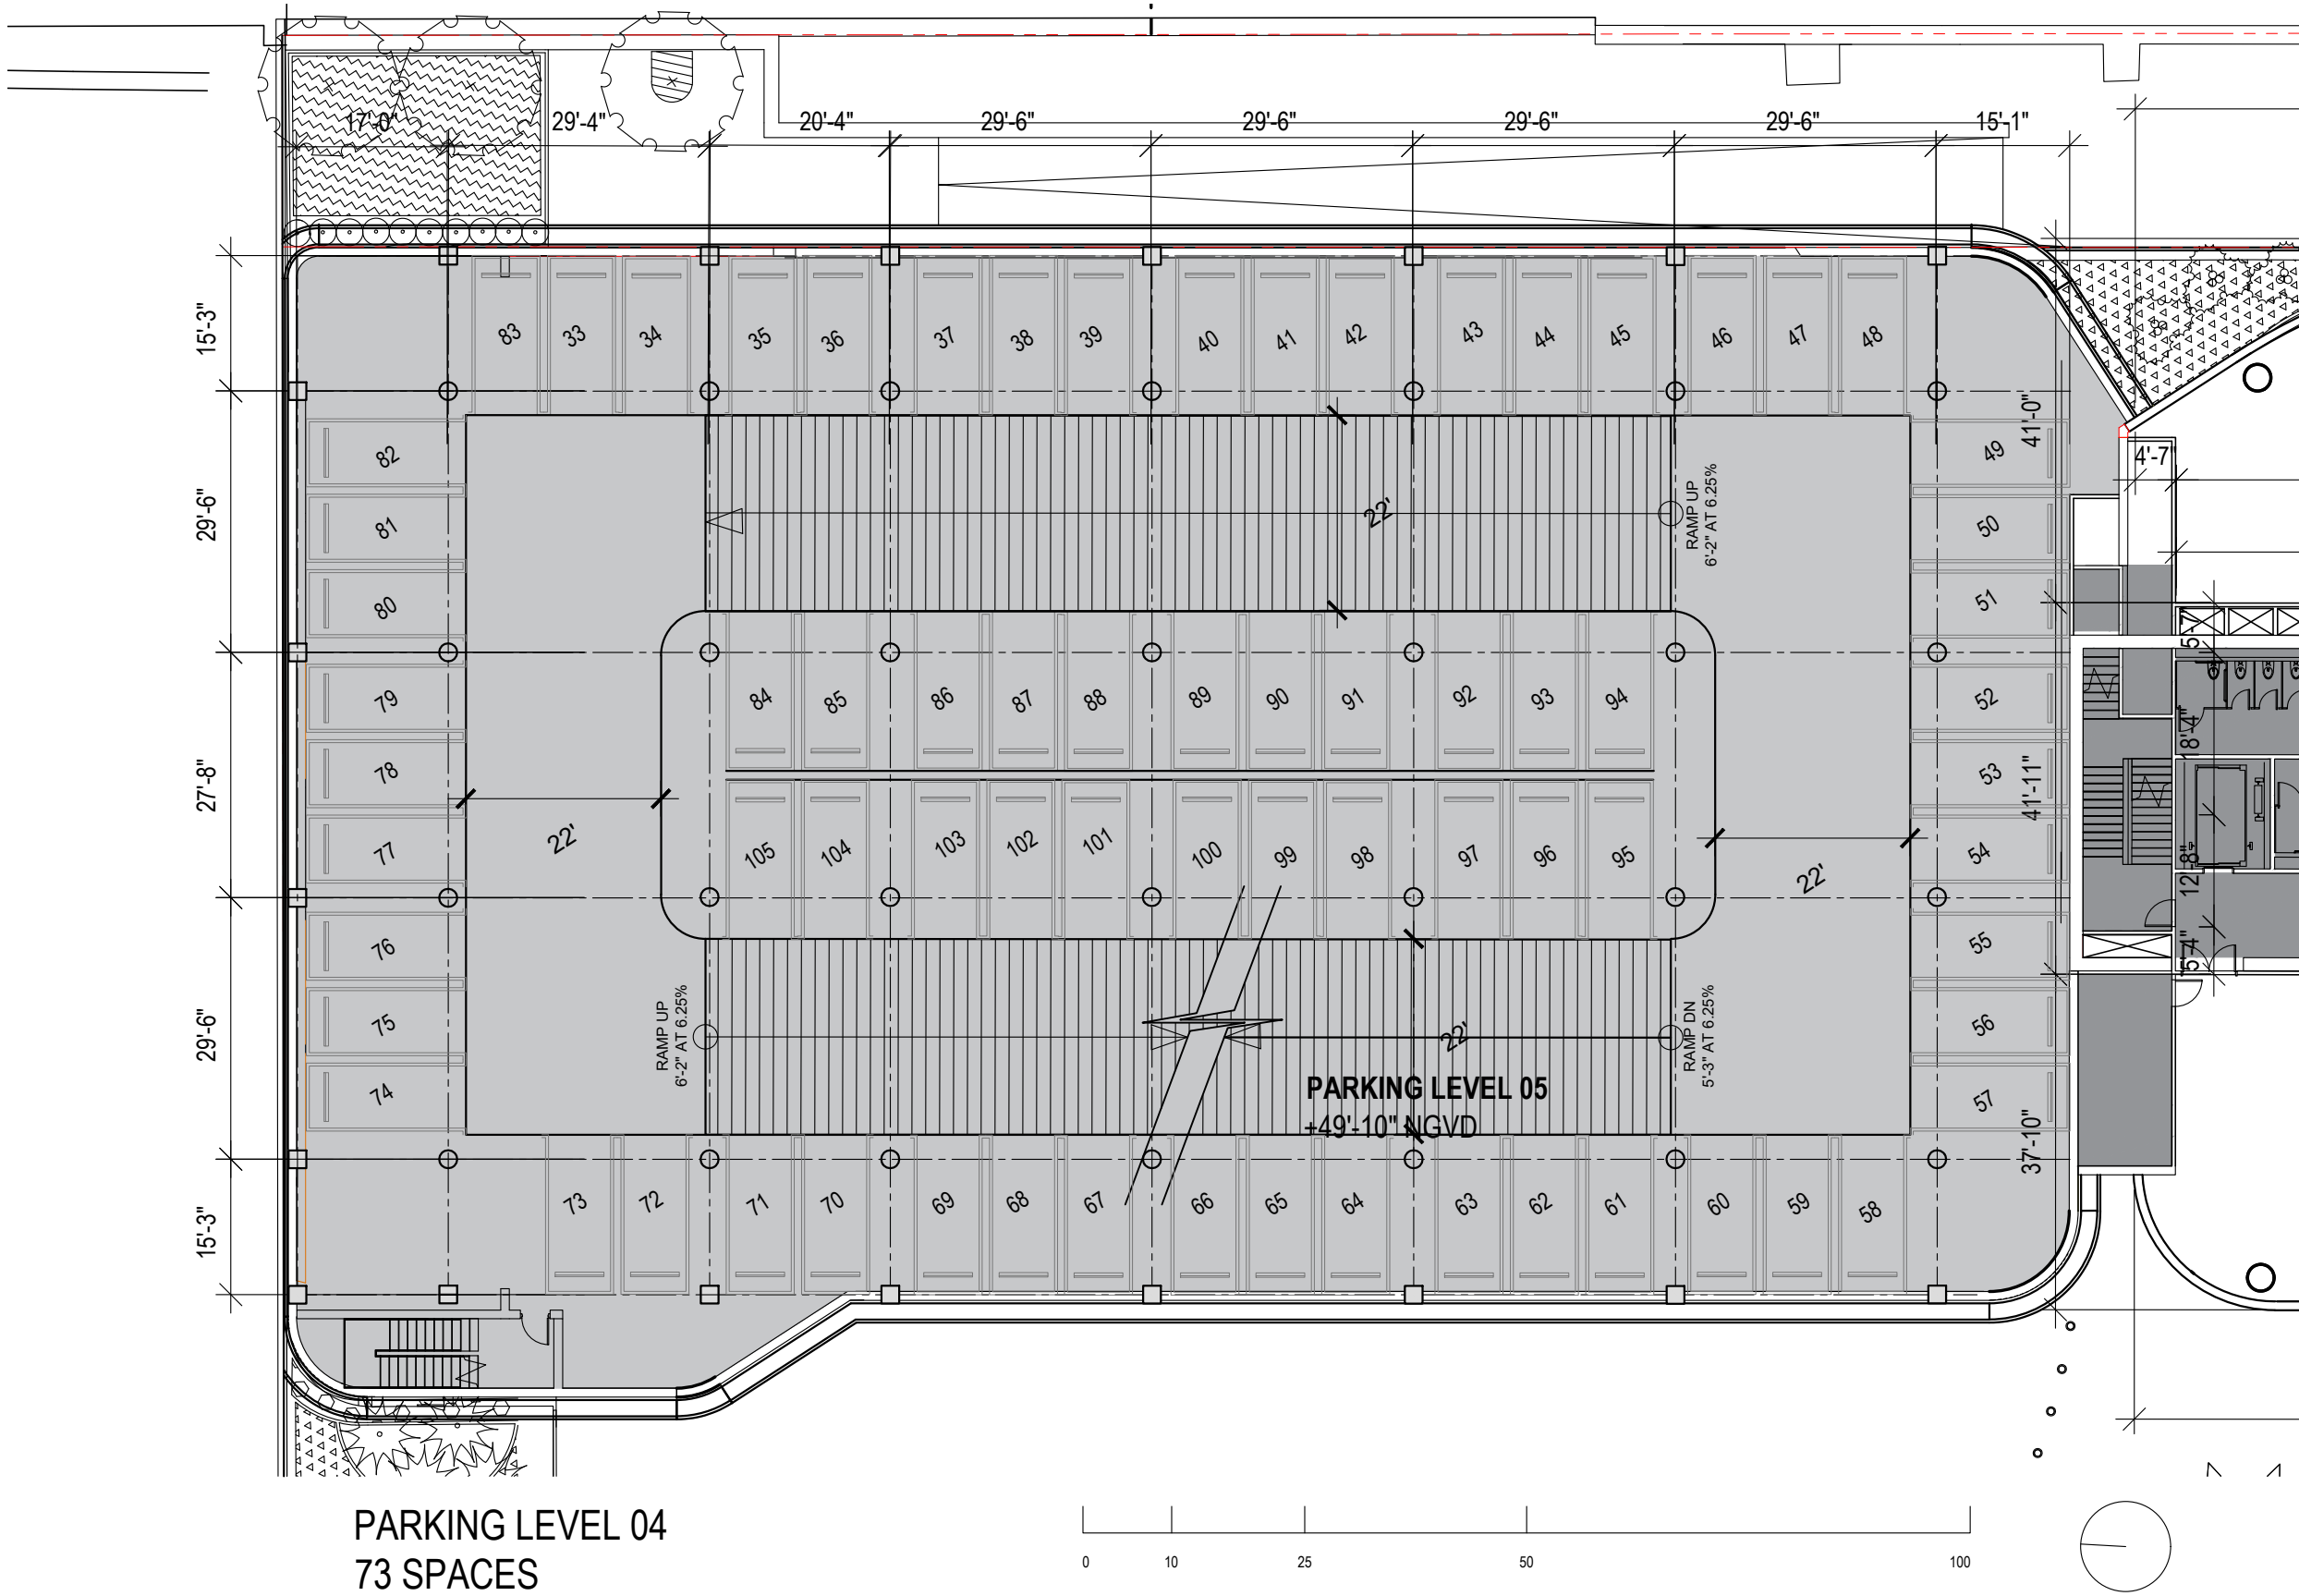 17'-0" 29'-4" 20'-4" 29'-6" 29'-6" 29'-6" 29'-6" 15'-1"
15'-3"
29'-6"
27'-8"
29'-6"
15'-3"
83 33 34 35 36 37 38 39 40 41 42 43 44 45 46 47 48
82
81
80
79
78
77
76
75
74
49
50
51
52
53
54
55
56
57
41'-0"
4'-7"
41'-11"
37'-10"
5'-7"
18'-4"
12'-8"
5'-4"
22'
RAMP UP
6'-2" AT 6.25%
84 85 86 87 88 89 90 91 92 93 94
22'
105 104 103 102 101 100 99 98 97 96 95
22'
RAMP UP
6'-2" AT 6.25%
22'
RAMP DN
5'-3" AT 6.25%
PARKING LEVEL 05
+49'-10" NGVD
73 72 71 70 69 68 67 66 65 64 63 62 61 60 59 58
PARKING LEVEL 04
73 SPACES
0 10 25 50 100